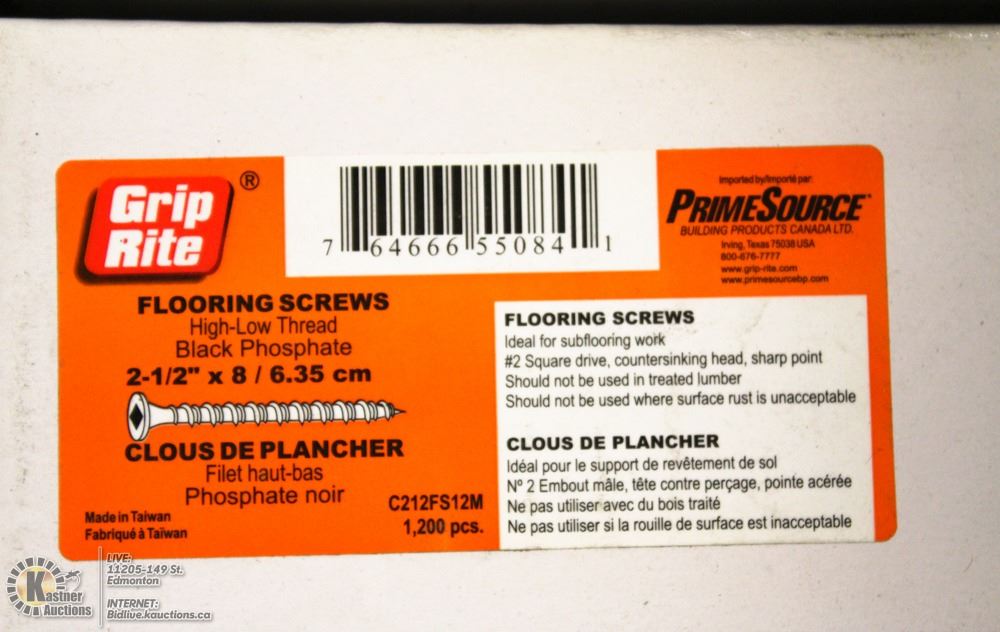 Grip
Rite
®
7 64666 55084 1
Imported by/Importé par:
PRIMESOURCE™
BUILDING PRODUCTS CANADA LTD.
Irving, Texas 75038 USA
800-676-7777
www.grip-rite.com
www.primesourcebp.com
FLOORING SCREWS
High-Low Thread
Black Phosphate
2-1/2" x 8 / 6.35 cm
CLOUS DE PLANCHER
Filet haut-bas
Phosphate noir
C212FS12M
1,200 pcs.
Made in Taiwan
Fabriqué à Taïwan
FLOORING SCREWS
Ideal for subflooring work
#2 Square drive, countersinking head, sharp point
Should not be used in treated lumber
Should not be used where surface rust is unacceptable
CLOUS DE PLANCHER
Idéal pour le support de revêtement de sol
Nº 2 Embout mâle, tête contre perçage, pointe acérée
Ne pas utiliser avec du bois traité
Ne pas utiliser si la rouille de surface est inacceptable
Kastner
Auctions
LIVE:
11205-149 St.
Edmonton
INTERNET:
Bidlive.kauctions.ca